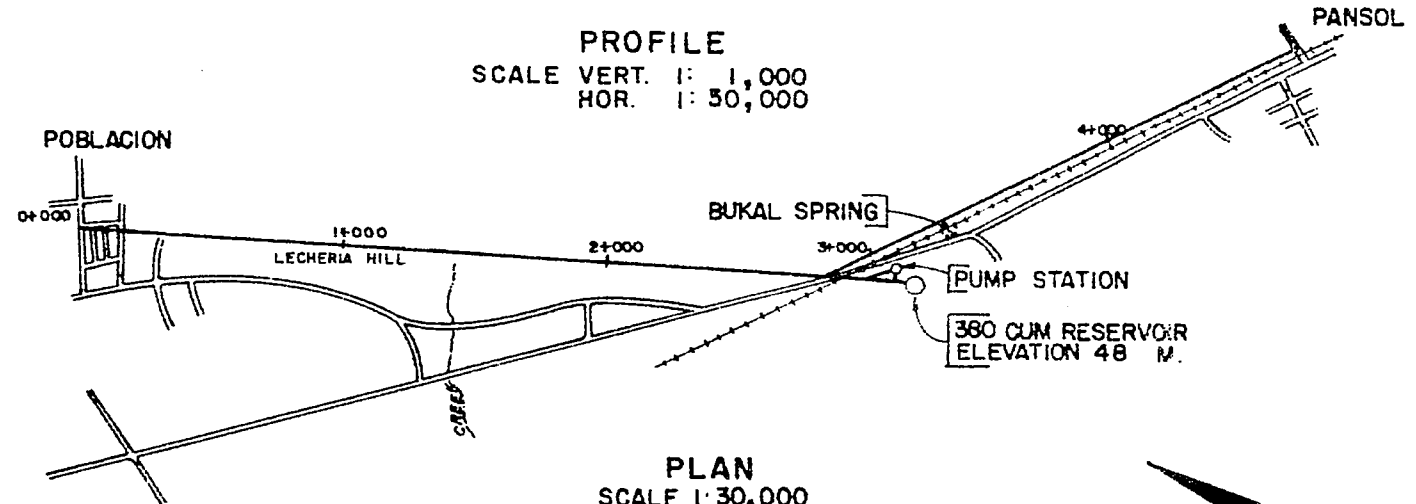 PROFILE
SCALE VERT. 1: 1,000
HOR. 1: 30,000
PANSOL
POBLACION
4+000
0+000
BUKAL SPRING
1+000
LECHERIA HILL
2+000
3+000
PUMP STATION
380 CUM RESERVOIR
ELEVATION 48 M.
CREEK
PLAN
SCALE 1:30,000